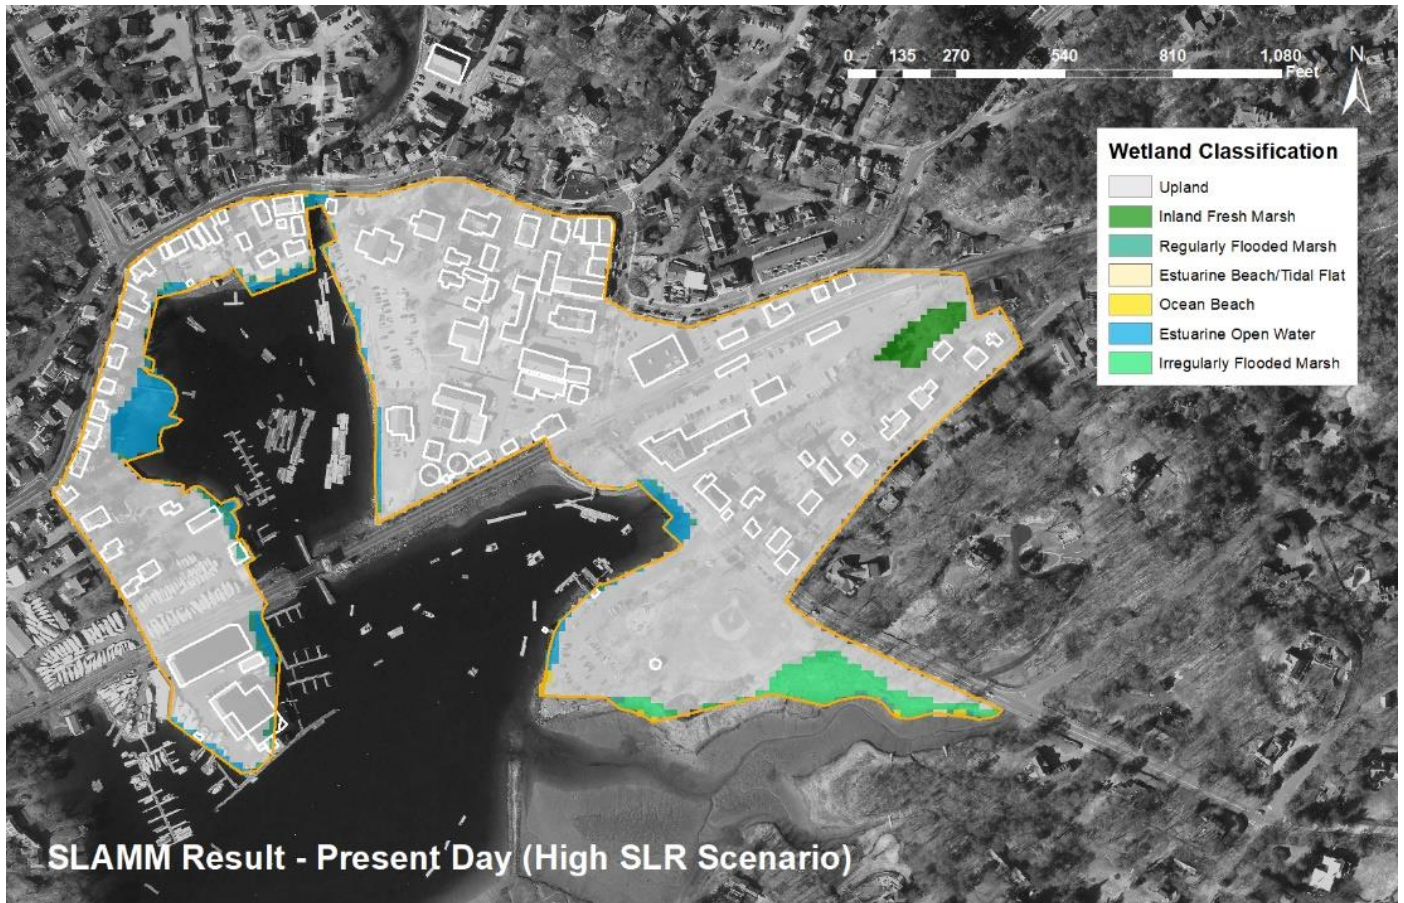 0 135 270 540 810 1,080
Feet
N
Wetland Classification
Upland
Inland Fresh Marsh
Regularly Flooded Marsh
Estuarine Beach/Tidal Flat
Ocean Beach
Estuarine Open Water
Irregularly Flooded Marsh
SLAMM Result - Present Day (High SLR Scenario)